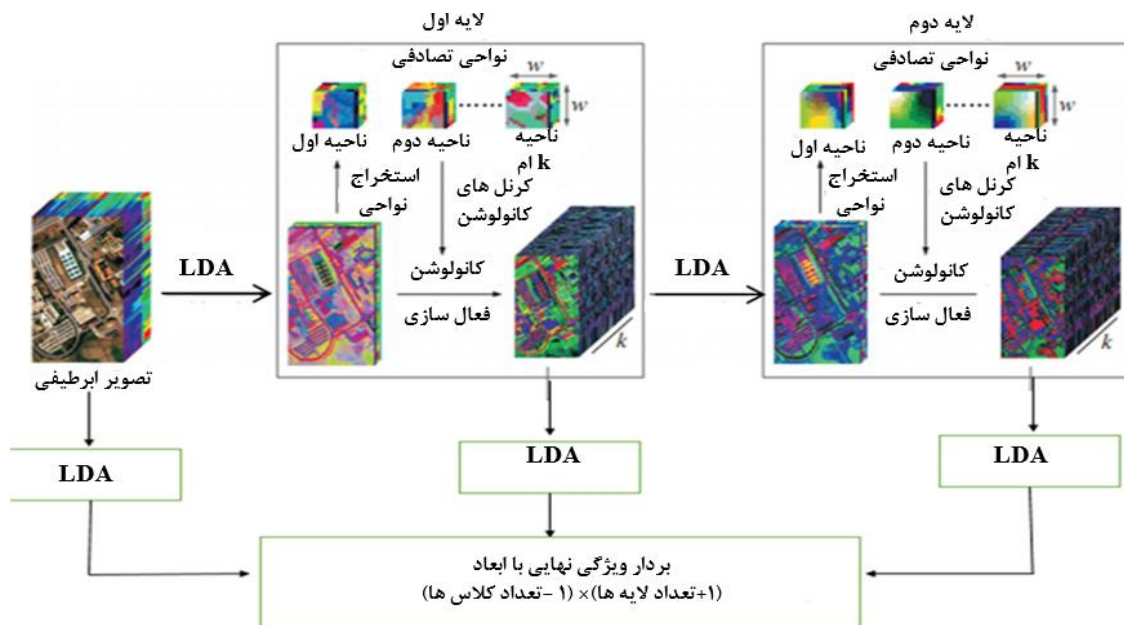 لایه اول
نواحی تصادفی
w
w
ناحیه اول
ناحیه دوم
ناحیه
k ام
استخراج
نواحی
کرنل های
کانولوشن
کانولوشن
فعال سازی
k
LDA
تصویر ابرطیفی
LDA
لایه دوم
نواحی تصادفی
w
w
ناحیه اول
ناحیه دوم
ناحیه
k ام
استخراج
نواحی
کرنل های
کانولوشن
کانولوشن
فعال سازی
k
LDA
LDA
LDA
بردار ویژگی نهایی با ابعاد
(۱+تعداد لایه ها)×(۱ –تعداد کلاس ها)